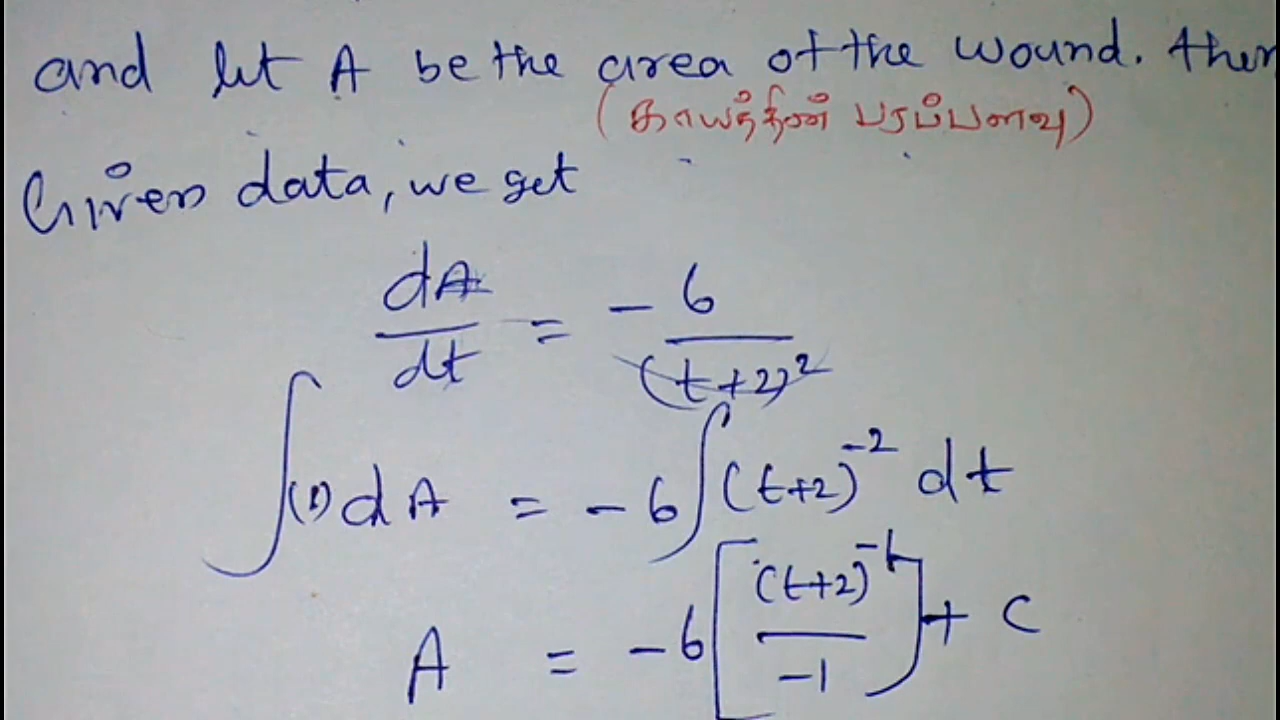 and let A be the area of the wound. then
(காயத்தின் பரப்பளவு)
Given data, we get
dA/dt = -6/(t+2)²
∫(1) dA = -6∫(t+2)⁻² dt
A = -6[(t+2)⁻¹/-1] + c